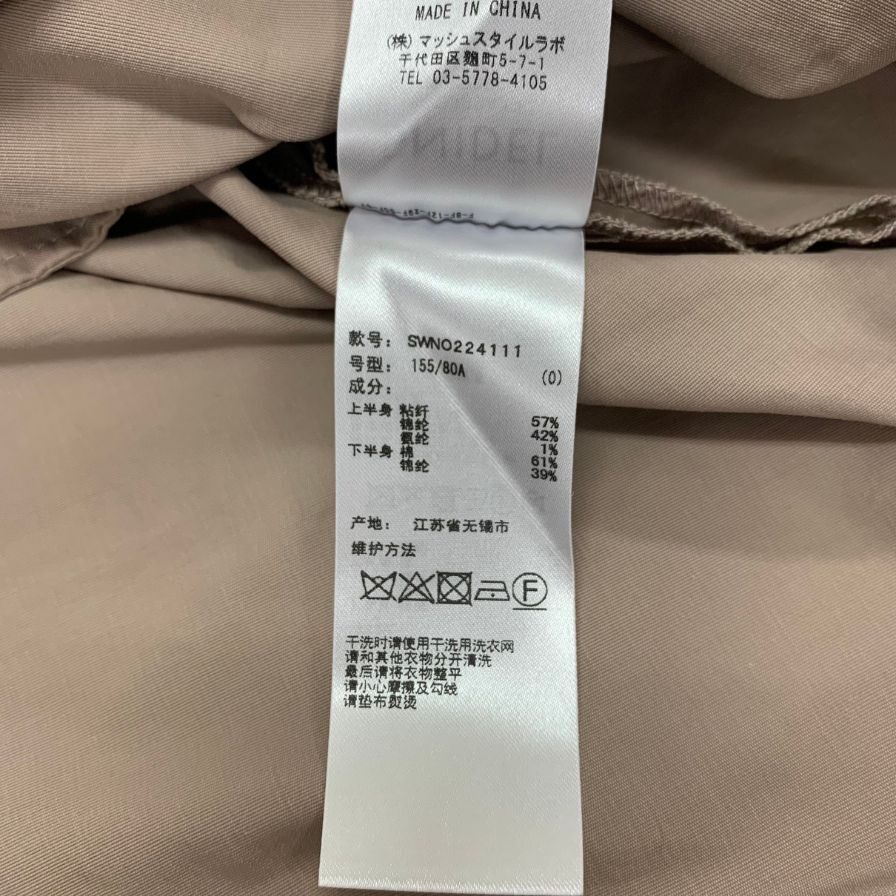 MADE IN CHINA
(株)マッシュスタイルラボ
千代田区麹町5-7-1
TEL 03-5778-4105
款号: SWNO224111
号型: 155/80A (0)
成分:
上半身 粘纤 57%
锦纶 42%
氨纶 1%
下半身 棉 61%
锦纶 39%
产地: 江苏省无锡市
维护方法
F
干洗时请使用干洗用洗衣网
请和其他衣物分开清洗
最后请将衣物整平
请小心摩擦及勾线
请垫布熨烫